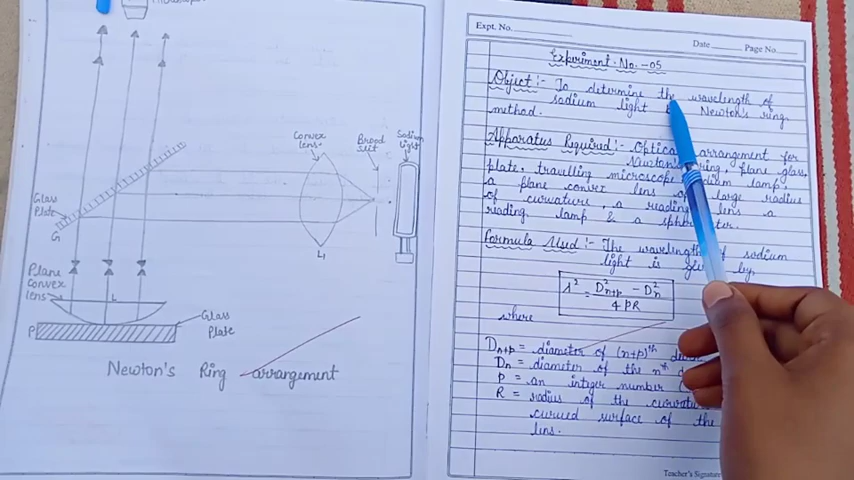 Convex
lens
Broad
slit
Sodium
light
L1
Glass
Plate
G
Plane
Convex
lens
L
P
Glass
Plate
Newton's Ring arrangement
Expt. No.
Date
Page No.
Experiment. No. -05
Object :- To determine the wavelength of
sodium light Newton's ring
method.
Apparatus Required :- Optical arrangement for
Newton's ring, plane glass
plate, travelling microscope sodium lamp,
a plane convex lens of large radius
of curvature, a reading lens a
reading lamp & a
Formula Used :- The wavelength of sodium
light is by,
λ² = D²n+p - D²n / 4PR
where
Dn+p = diameter of (n+p)th
Dn = diameter of the nth
P = an integer number
R = radius of the
curved surface of the
lens.
Teacher's